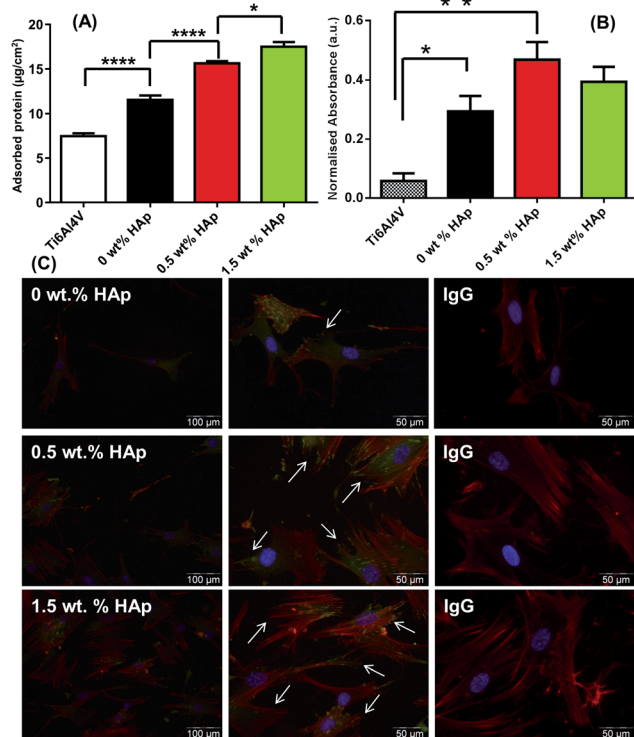 (A)
Adsorbed protein (µg/cm²)
20
15
10
5
0
****
****
*
Ti6Al4V
0 wt% HAp
0.5 wt% HAp
1.5 wt% HAp
(B)
Normalised Absorbance (a.u.)
0.6
0.4
0.2
0.0
* *
*
Ti6Al4V
0 wt% HAp
0.5 wt% HAp
1.5 wt% HAp
(C)
0 wt.% HAp
100 µm
50 µm
IgG
50 µm
0.5 wt.% HAp
100 µm
50 µm
IgG
50 µm
1.5 wt. % HAp
100 µm
50 µm
IgG
50 µm